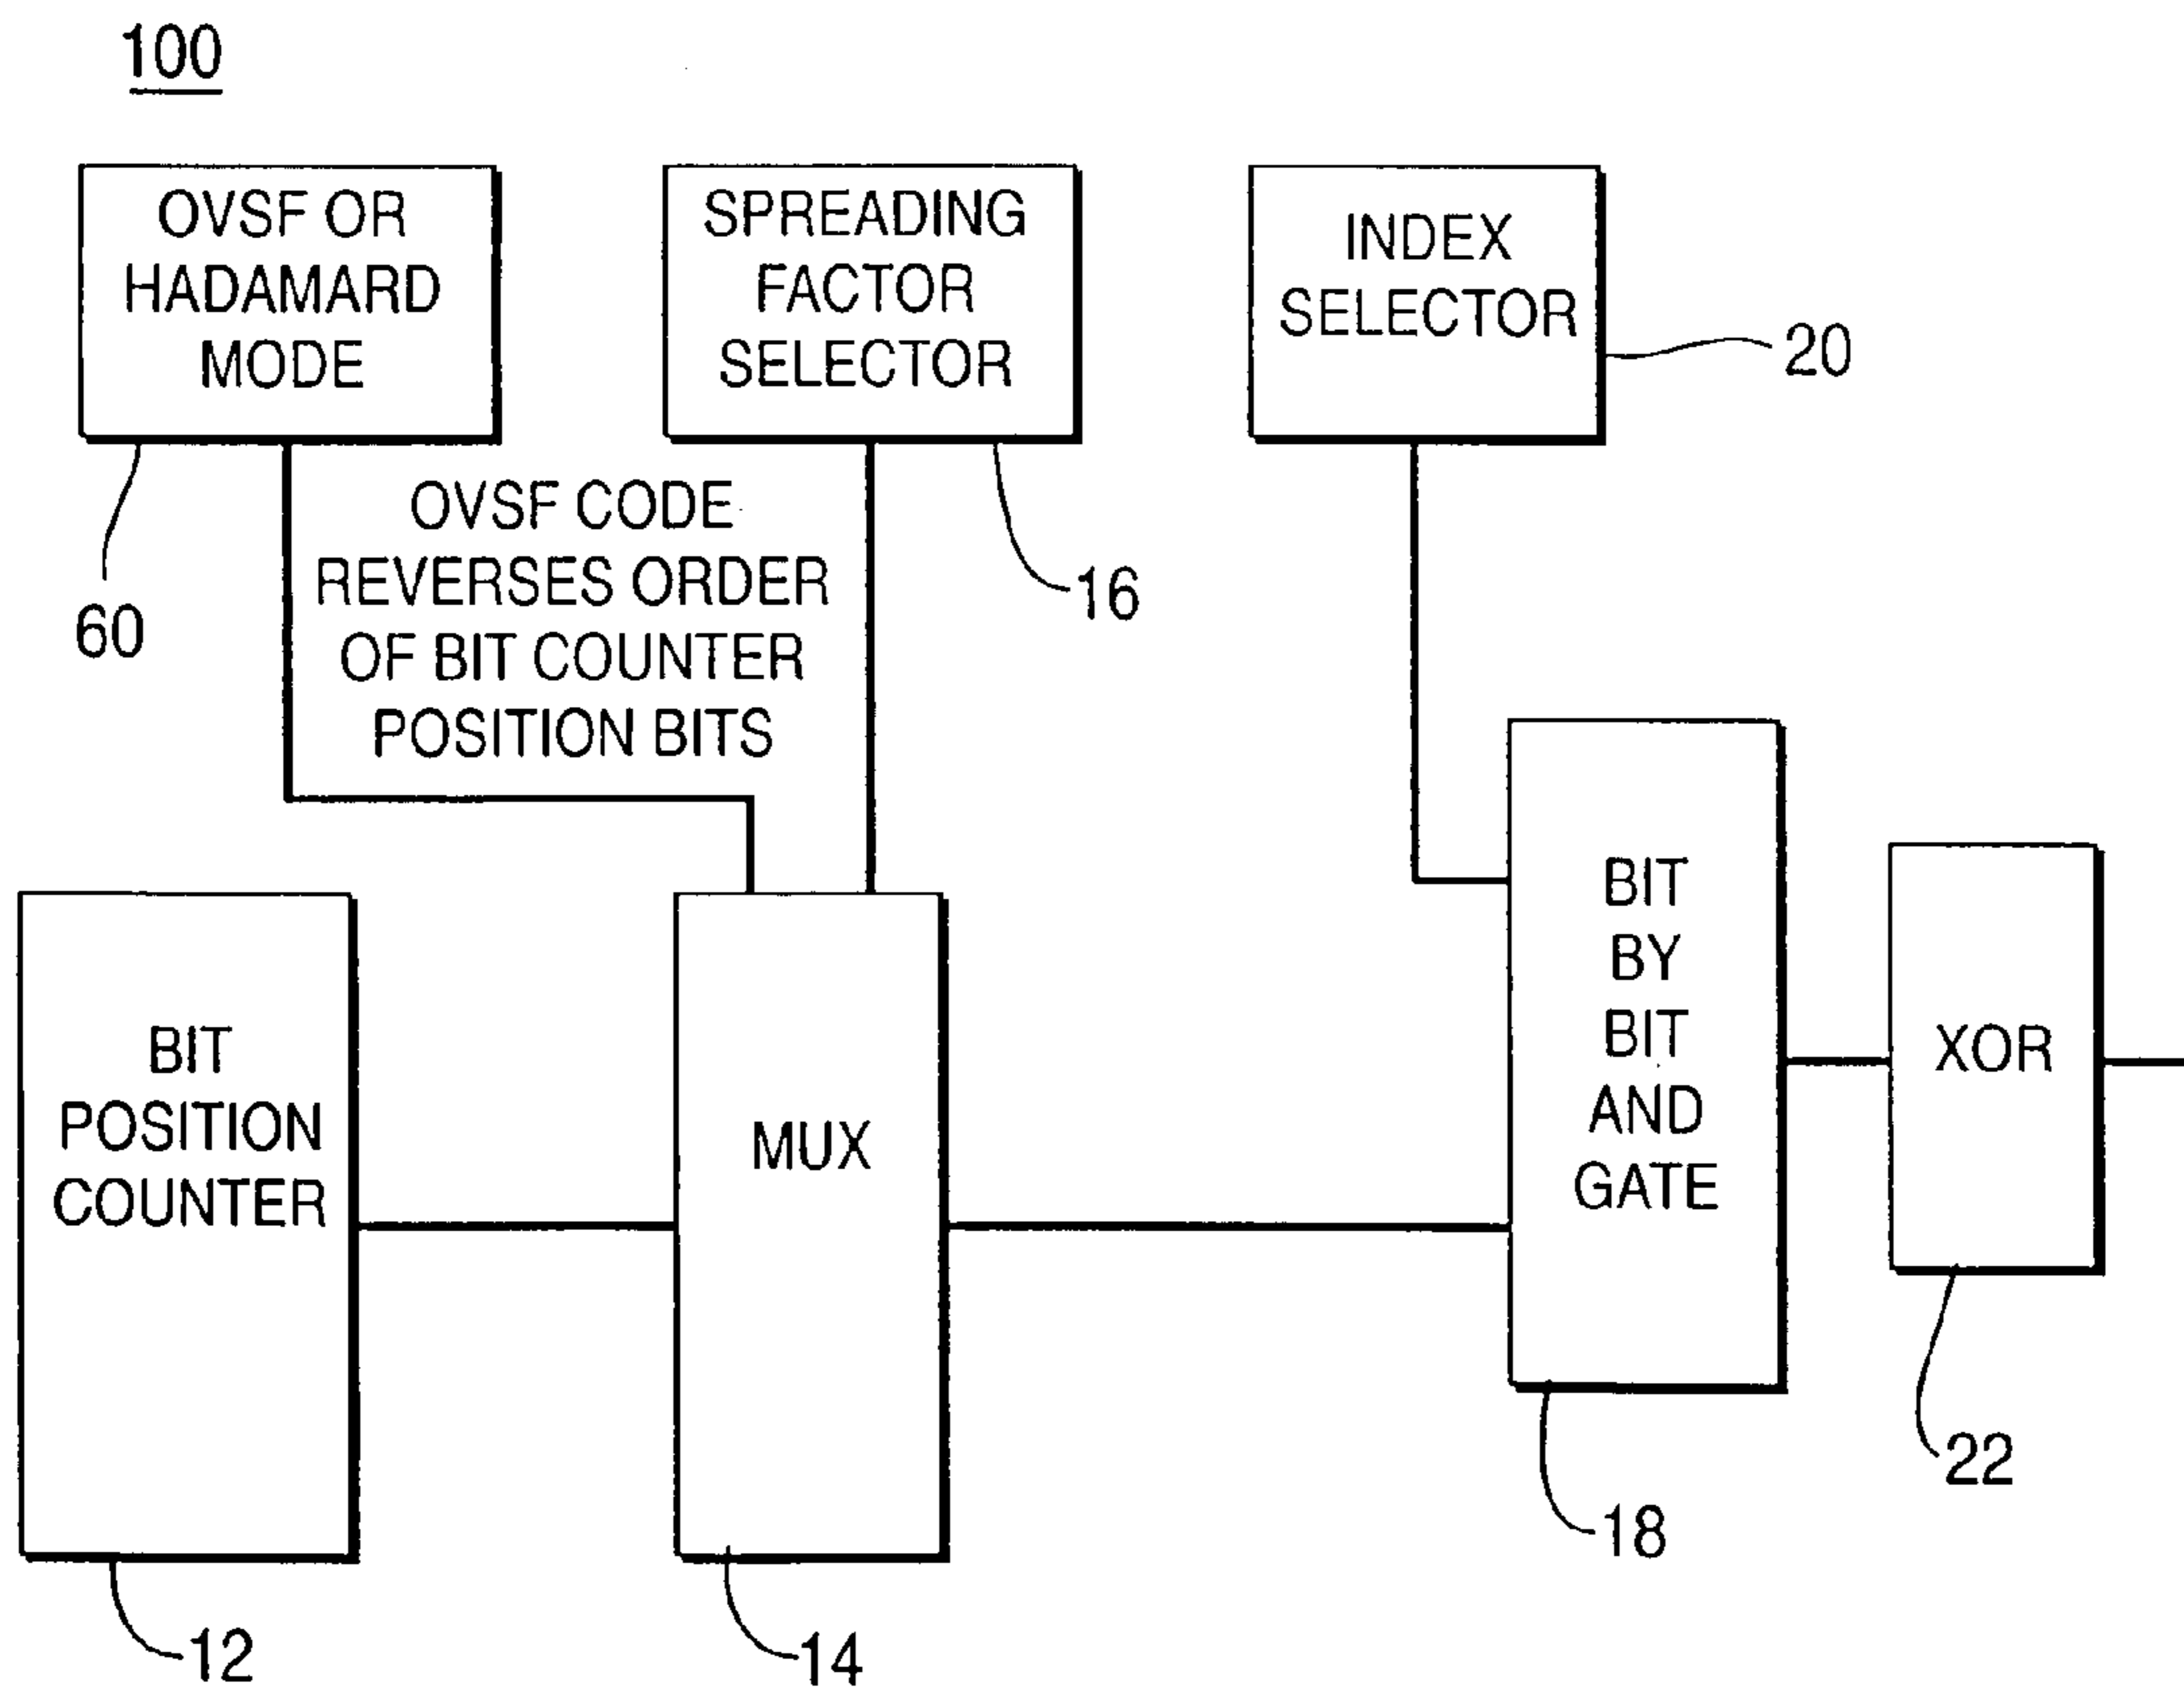 100
OVSF OR
HADAMARD
MODE
60
SPREADING
FACTOR
SELECTOR
16
INDEX
SELECTOR
20
OVSF CODE
REVERSES ORDER
OF BIT COUNTER
POSITION BITS
BIT
POSITION
COUNTER
12
MUX
14
BIT
BY
BIT
AND
GATE
18
XOR
22